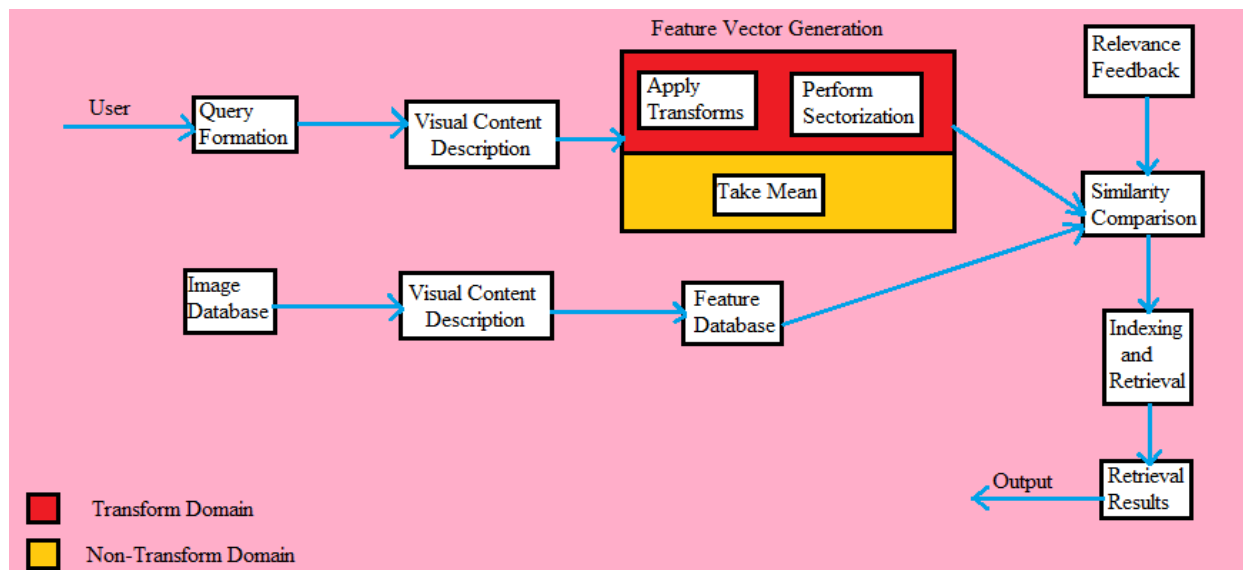 Feature Vector Generation
Relevance
Feedback
User
Query
Formation
Visual Content
Description
Apply
Transforms
Perform
Sectorization
Take Mean
Similarity
Comparison
Image
Database
Visual Content
Description
Feature
Database
Indexing
and
Retrieval
Output
Retrieval
Results
Transform Domain
Non-Transform Domain